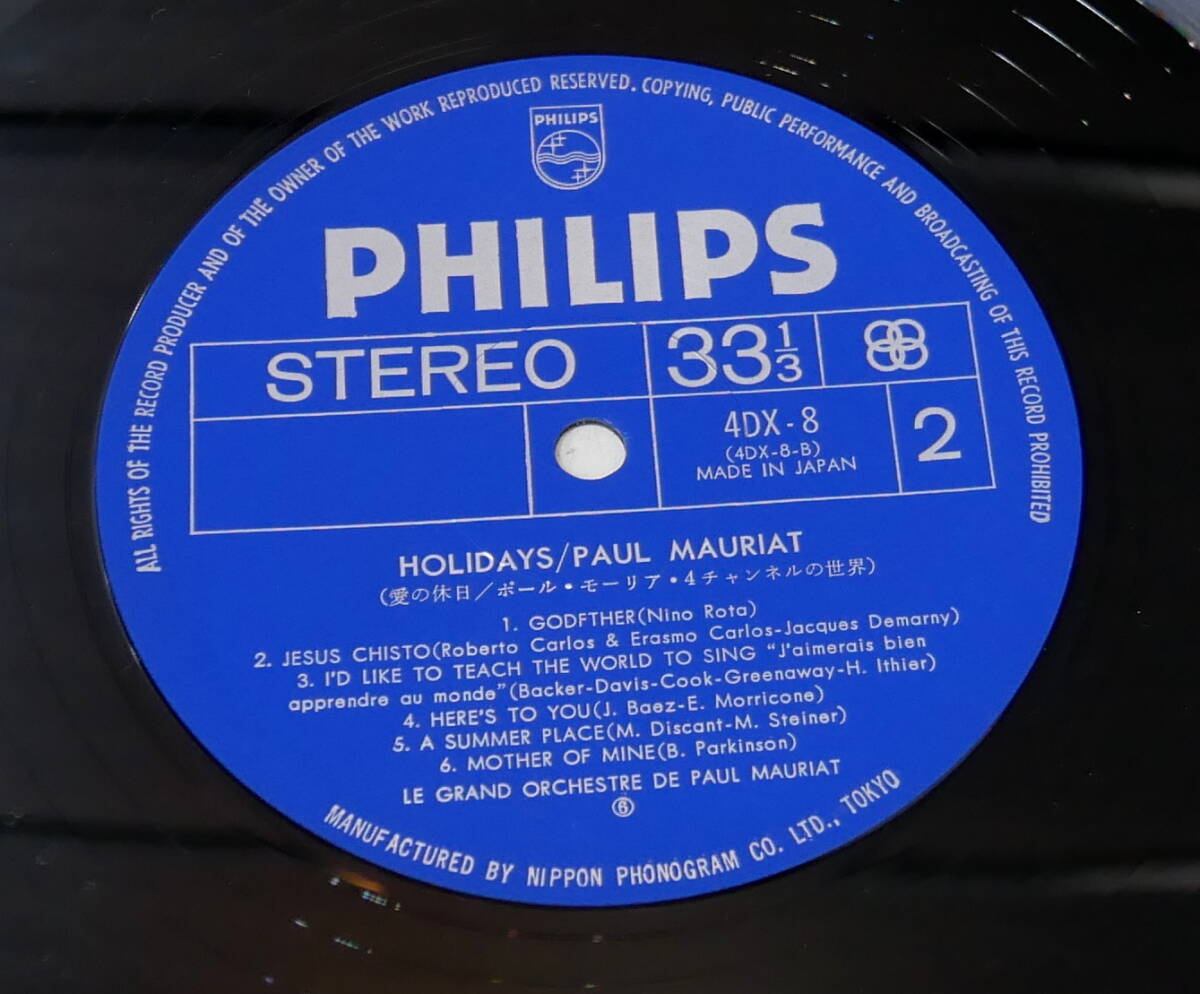 ALL RIGHTS OF THE RECORD PRODUCER AND OF THE OWNER OF THE WORK REPRODUCED RESERVED. COPYING, PUBLIC PERFORMANCE AND BROADCASTING OF THIS RECORD PROHIBITED
PHILIPS
PHILIPS
STEREO
33 1/3
4DX-8
(4DX-8-B)
MADE IN JAPAN
2
HOLIDAYS/PAUL MAURIAT
(愛の休日/ポール・モーリア・4チャンネルの世界)
1. GODFTHER(Nino Rota)
2. JESUS CHISTO(Roberto Carlos & Erasmo Carlos-Jacques Demarny)
3. I'D LIKE TO TEACH THE WORLD TO SING "J'aimerais bien
apprendre au monde"(Backer-Davis-Cook-Greenaway-H. Ithier)
4. HERE'S TO YOU(J. Baez-E. Morricone)
5. A SUMMER PLACE(M. Discant-M. Steiner)
6. MOTHER OF MINE(B. Parkinson)
LE GRAND ORCHESTRE DE PAUL MAURIAT
⑥
MANUFACTURED BY NIPPON PHONOGRAM CO. LTD., TOKYO